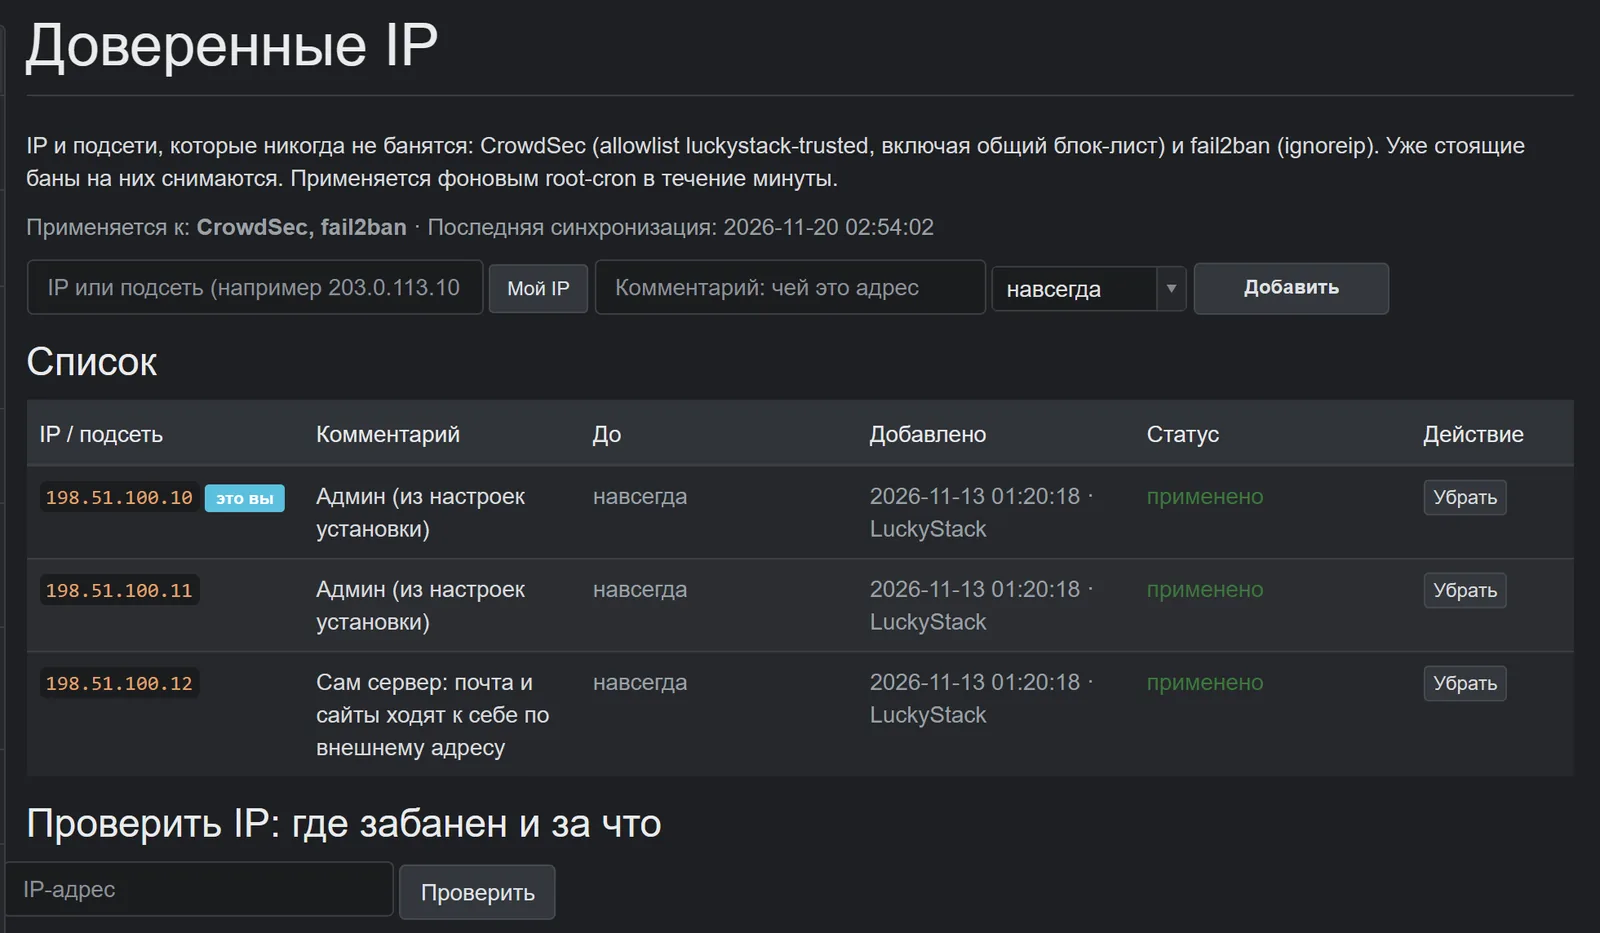 Доверенные IP
IP и подсети, которые никогда не банятся: CrowdSec (allowlist luckystack-trusted, включая общий блок-лист) и fail2ban (ignoreip). Уже стоящие
баны на них снимаются. Применяется фоновым root-cron в течение минуты.
Применяется к: CrowdSec, fail2ban · Последняя синхронизация: 2026-11-20 02:54:02
IP или подсеть (например 203.0.113.10 Мой IP Комментарий: чей это адрес навсегда Добавить
Список
IP / подсеть Комментарий До Добавлено Статус Действие
198.51.100.10 это вы Админ (из настроек навсегда 2026-11-13 01:20:18 · применено Убрать
установки) LuckyStack
198.51.100.11 Админ (из настроек навсегда 2026-11-13 01:20:18 · применено Убрать
установки) LuckyStack
198.51.100.12 Сам сервер: почта и навсегда 2026-11-13 01:20:18 · применено Убрать
сайты ходят к себе по LuckyStack
внешнему адресу
Проверить IP: где забанен и за что
IP-адрес Проверить